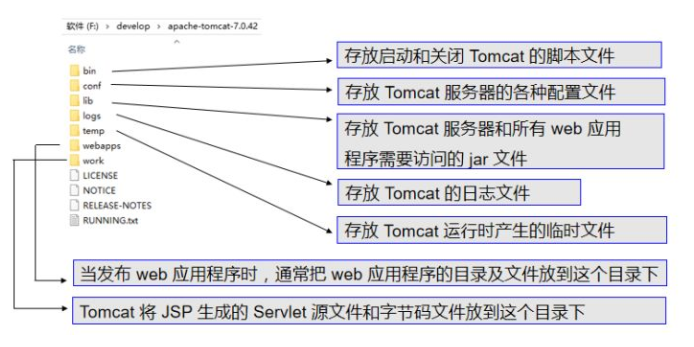 软件 (F:) > develop > apache-tomcat-7.0.42
名称
bin
conf
lib
logs
temp
webapps
work
LICENSE
NOTICE
RELEASE-NOTES
RUNNING.txt
存放启动和关闭 Tomcat 的脚本文件
存放 Tomcat 服务器的各种配置文件
存放 Tomcat 服务器和所有 web 应用
程序需要访问的 jar 文件
存放 Tomcat 的日志文件
存放 Tomcat 运行时产生的临时文件
当发布 web 应用程序时，通常把 web 应用程序的目录及文件放到这个目录下
Tomcat 将 JSP 生成的 Servlet 源文件和字节码文件放到这个目录下